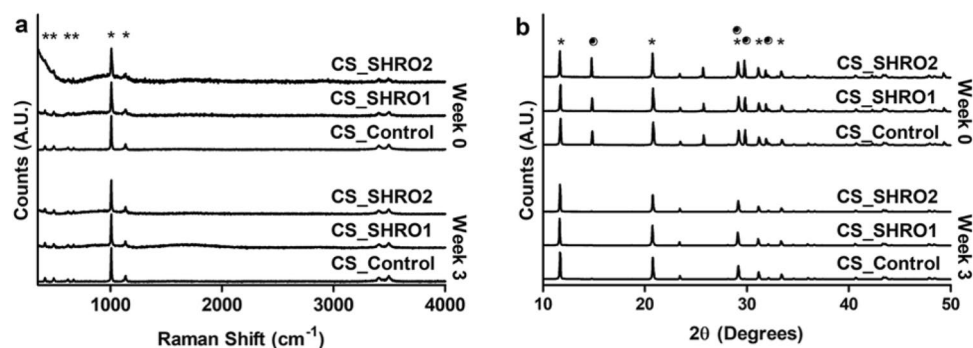 a
** ** * *
CS_SHRO2
CS_SHRO1
CS_Control
Week 0
CS_SHRO2
CS_SHRO1
CS_Control
Week 3
Counts (A.U.)
0
1000
2000
3000
4000
Raman Shift (cm⁻¹)
b
* * * * *
CS_SHRO2
CS_SHRO1
CS_Control
Week 0
CS_SHRO2
CS_SHRO1
CS_Control
Week 3
Counts (A.U.)
10
20
30
40
50
2θ (Degrees)